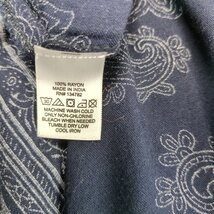 100% RAYON
MADE IN INDIA
RN# 134782
MACHINE WASH COLD
ONLY NON-CHLORINE
BLEACH WHEN NEEDED
TUMBLE DRY LOW
COOL IRON